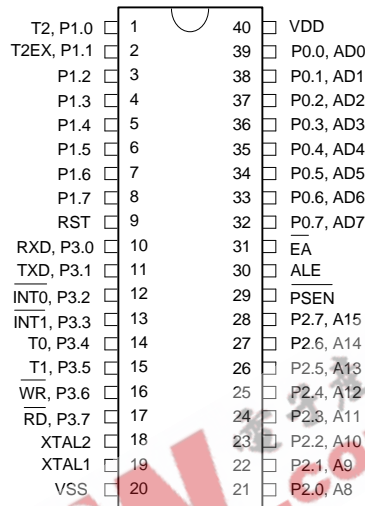 T2, P1.0 1 40 VDD
T2EX, P1.1 2 39 P0.0, AD0
P1.2 3 38 P0.1, AD1
P1.3 4 37 P0.2, AD2
P1.4 5 36 P0.3, AD3
P1.5 6 35 P0.4, AD4
P1.6 7 34 P0.5, AD5
P1.7 8 33 P0.6, AD6
RST 9 32 P0.7, AD7
RXD, P3.0 10 31 EA
TXD, P3.1 11 30 ALE
INT0, P3.2 12 29 PSEN
INT1, P3.3 13 28 P2.7, A15
T0, P3.4 14 27 P2.6, A14
T1, P3.5 15 26 P2.5, A13
WR, P3.6 16 25 P2.4, A12
RD, P3.7 17 24 P2.3, A11
XTAL2 18 23 P2.2, A10
XTAL1 19 22 P2.1, A9
VSS 20 21 P2.0, A8